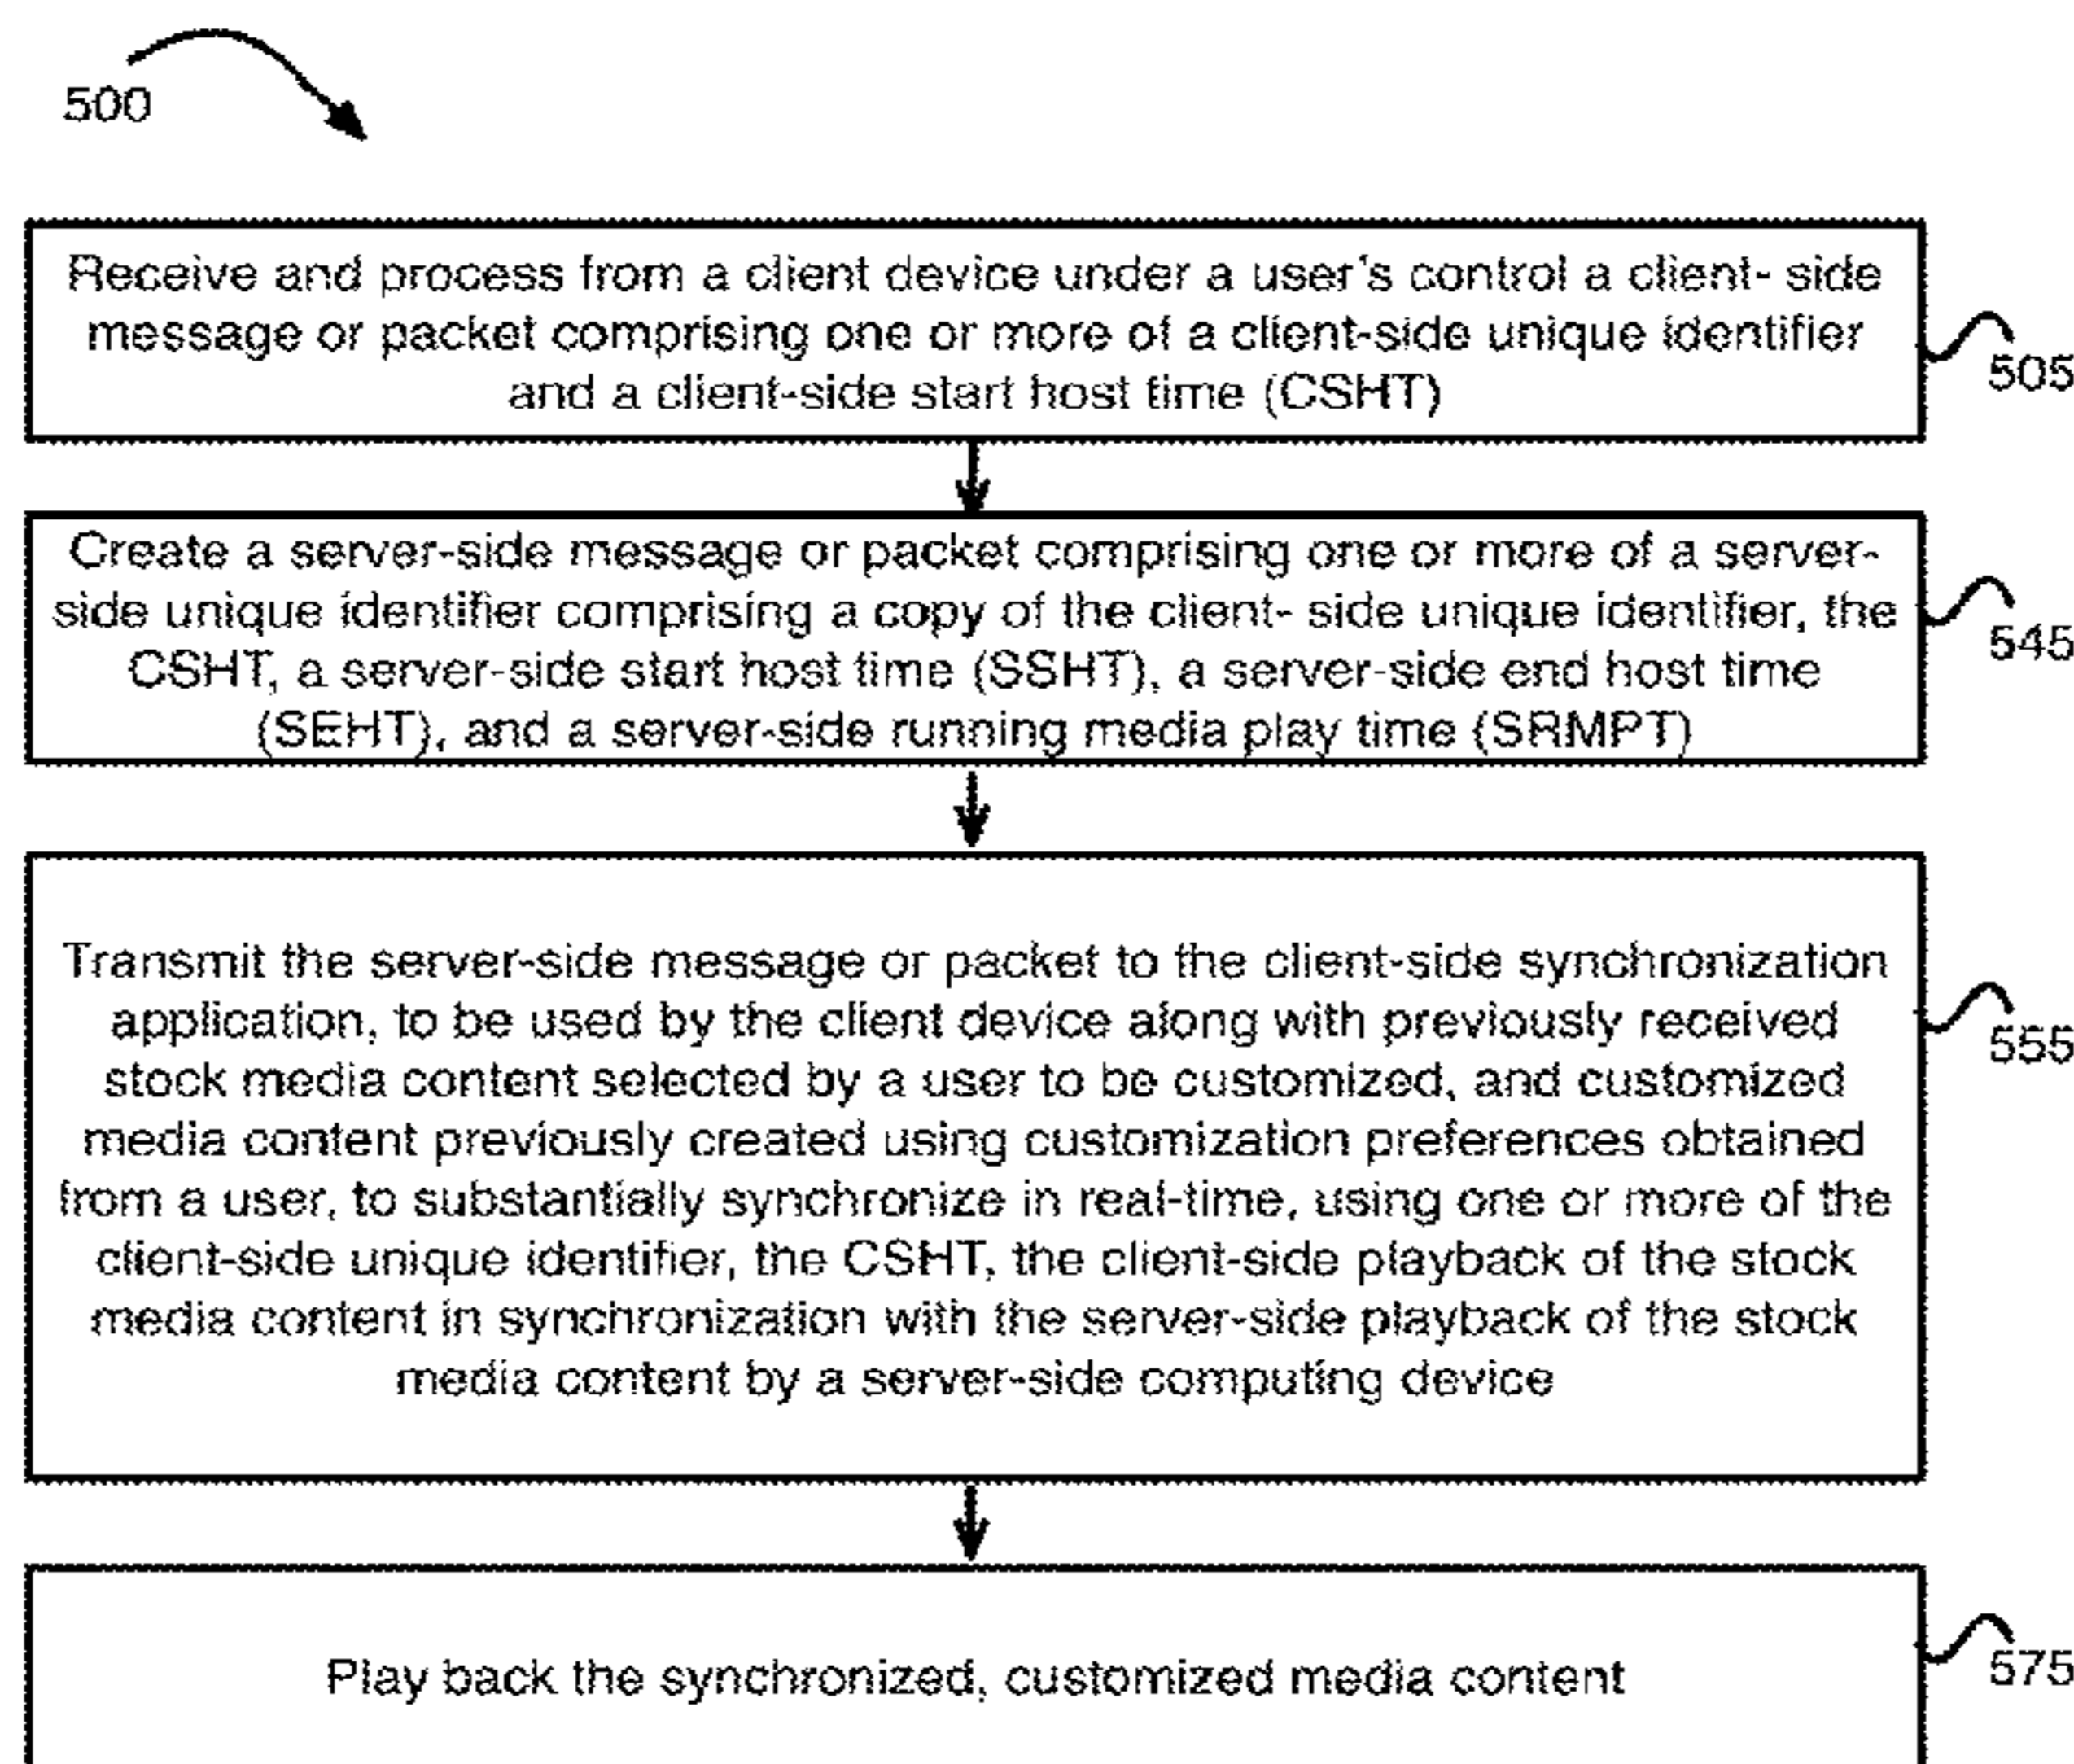 500
Receive and process from a client device under a user's control a client- side
message or packet comprising one or more of a client-side unique identifier
and a client-side start host time (CSHT)
505
Create a server-side message or packet comprising one or more of a server-
side unique identifier comprising a copy of the client- side unique identifier, the
CSHT, a server-side start host time (SSHT), a server-side end host time
(SEHT), and a server-side running media play time (SRMPT)
545
Transmit the server-side message or packet to the client-side synchronization
application, to be used by the client device along with previously received
stock media content selected by a user to be customized, and customized
media content previously created using customization preferences obtained
from a user, to substantially synchronize in real-time, using one or more of the
client-side unique identifier, the CSHT, the client-side playback of the stock
media content in synchronization with the server-side playback of the stock
media content by a server-side computing device
555
Play back the synchronized, customized media content
575